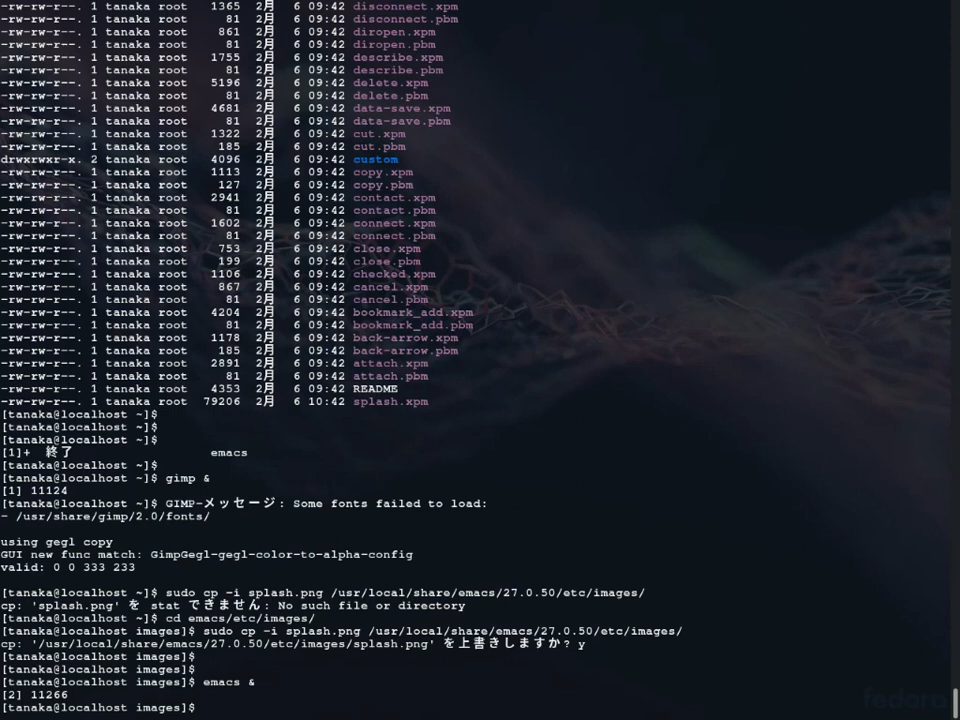 -rw-rw-r--. 1 tanaka root   1365  2月   6 09:42 disconnect.xpm
-rw-rw-r--. 1 tanaka root     81  2月   6 09:42 disconnect.pbm
-rw-rw-r--. 1 tanaka root    861  2月   6 09:42 diropen.xpm
-rw-rw-r--. 1 tanaka root     81  2月   6 09:42 diropen.pbm
-rw-rw-r--. 1 tanaka root   1755  2月   6 09:42 describe.xpm
-rw-rw-r--. 1 tanaka root     81  2月   6 09:42 describe.pbm
-rw-rw-r--. 1 tanaka root   5196  2月   6 09:42 delete.xpm
-rw-rw-r--. 1 tanaka root     81  2月   6 09:42 delete.pbm
-rw-rw-r--. 1 tanaka root   4681  2月   6 09:42 data-save.xpm
-rw-rw-r--. 1 tanaka root     81  2月   6 09:42 data-save.pbm
-rw-rw-r--. 1 tanaka root   1322  2月   6 09:42 cut.xpm
-rw-rw-r--. 1 tanaka root    185  2月   6 09:42 cut.pbm
drwxrwxr-x. 2 tanaka root   4096  2月   6 09:42 custom
-rw-rw-r--. 1 tanaka root   1113  2月   6 09:42 copy.xpm
-rw-rw-r--. 1 tanaka root    127  2月   6 09:42 copy.pbm
-rw-rw-r--. 1 tanaka root   2941  2月   6 09:42 contact.xpm
-rw-rw-r--. 1 tanaka root     81  2月   6 09:42 contact.pbm
-rw-rw-r--. 1 tanaka root   1602  2月   6 09:42 connect.xpm
-rw-rw-r--. 1 tanaka root     81  2月   6 09:42 connect.pbm
-rw-rw-r--. 1 tanaka root    753  2月   6 09:42 close.xpm
-rw-rw-r--. 1 tanaka root    199  2月   6 09:42 close.pbm
-rw-rw-r--. 1 tanaka root   1106  2月   6 09:42 checked.xpm
-rw-rw-r--. 1 tanaka root    867  2月   6 09:42 cancel.xpm
-rw-rw-r--. 1 tanaka root     81  2月   6 09:42 cancel.pbm
-rw-rw-r--. 1 tanaka root   4204  2月   6 09:42 bookmark_add.xpm
-rw-rw-r--. 1 tanaka root     81  2月   6 09:42 bookmark_add.pbm
-rw-rw-r--. 1 tanaka root   1178  2月   6 09:42 back-arrow.xpm
-rw-rw-r--. 1 tanaka root    185  2月   6 09:42 back-arrow.pbm
-rw-rw-r--. 1 tanaka root   2891  2月   6 09:42 attach.xpm
-rw-rw-r--. 1 tanaka root     81  2月   6 09:42 attach.pbm
-rw-rw-r--. 1 tanaka root   4353  2月   6 09:42 README
-rw-rw-r--. 1 tanaka root  79206  2月   6 10:42 splash.xpm
[tanaka@localhost ~]$
[tanaka@localhost ~]$
[tanaka@localhost ~]$
[1]+  終了                  emacs
[tanaka@localhost ~]$
[tanaka@localhost ~]$ gimp &
[1] 11124
[tanaka@localhost ~]$ GIMP-メッセージ: Some fonts failed to load:
- /usr/share/gimp/2.0/fonts/
using gegl copy
GUI new func match: GimpGegl-gegl-color-to-alpha-config
valid: 0 0 333 233
[tanaka@localhost ~]$ sudo cp -i splash.png /usr/local/share/emacs/27.0.50/etc/images/
cp: 'splash.png' を stat できません: No such file or directory
[tanaka@localhost ~]$ cd emacs/etc/images/
[tanaka@localhost images]$ sudo cp -i splash.png /usr/local/share/emacs/27.0.50/etc/images/
cp: '/usr/local/share/emacs/27.0.50/etc/images/splash.png' を上書きしますか? y
[tanaka@localhost images]$
[tanaka@localhost images]$
[tanaka@localhost images]$ emacs &
[2] 11266
[tanaka@localhost images]$
fedora